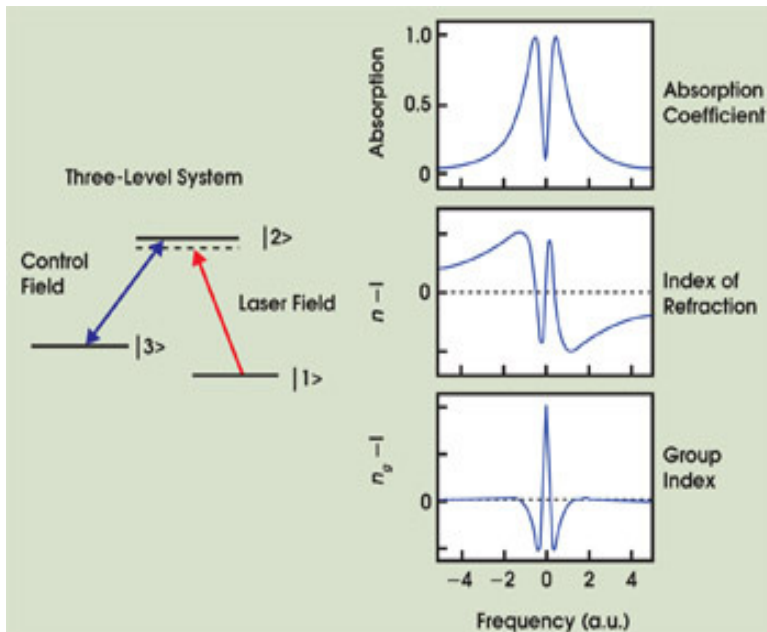 Three-Level System
|2>
Control
Field
Laser Field
|3>
|1>
Absorption
1.0
0.5
0
Absorption
Coefficient
n –1
0
Index of
Refraction
n_g –1
0
Group
Index
–4 –2 0 2 4
Frequency (a.u.)